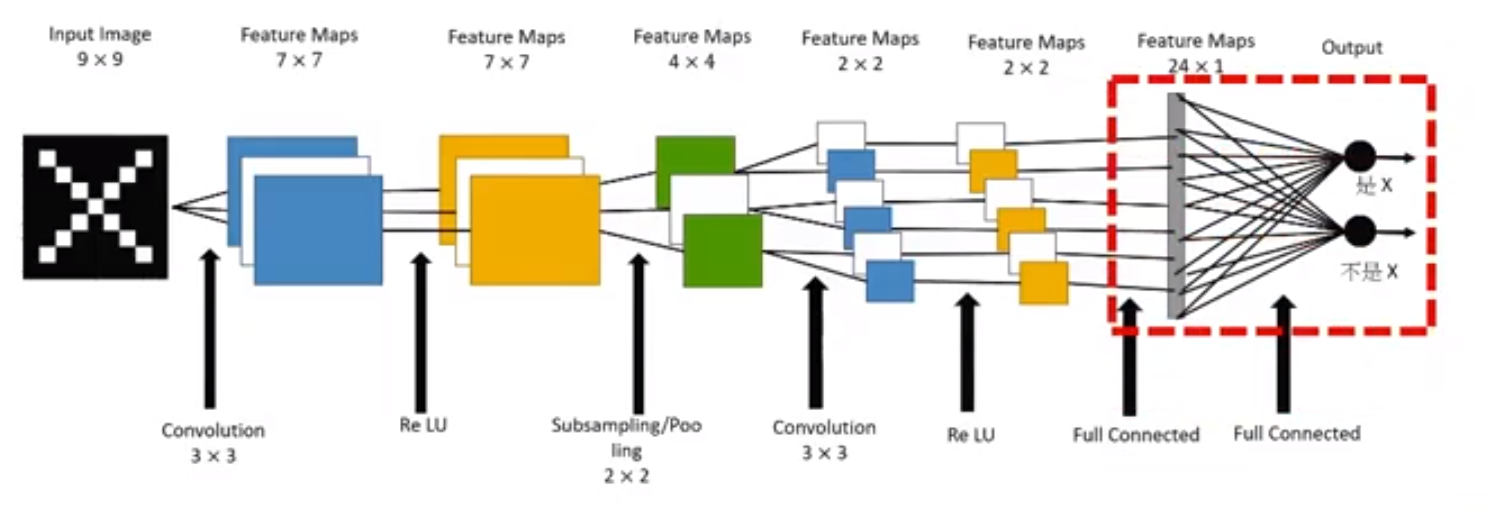 Input Image
9 × 9
Feature Maps
7 × 7
Feature Maps
7 × 7
Feature Maps
4 × 4
Feature Maps
2 × 2
Feature Maps
2 × 2
Feature Maps
24 × 1
Output
是 X
不是 X
Convolution
3 × 3
Re LU
Subsampling/Poo
ling
2 × 2
Convolution
3 × 3
Re LU
Full Connected
Full Connected